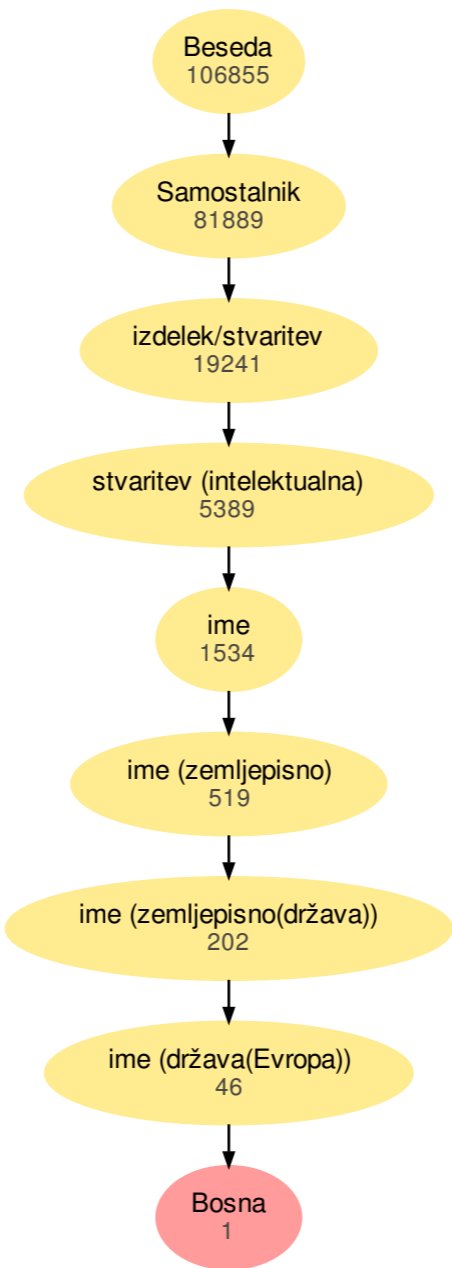 Beseda
106855
Samostalnik
81889
izdelek/stvaritev
19241
stvaritev (intelektualna)
5389
ime
1534
ime (zemljepisno)
519
ime (zemljepisno(država))
202
ime (država(Evropa))
46
Bosna
1